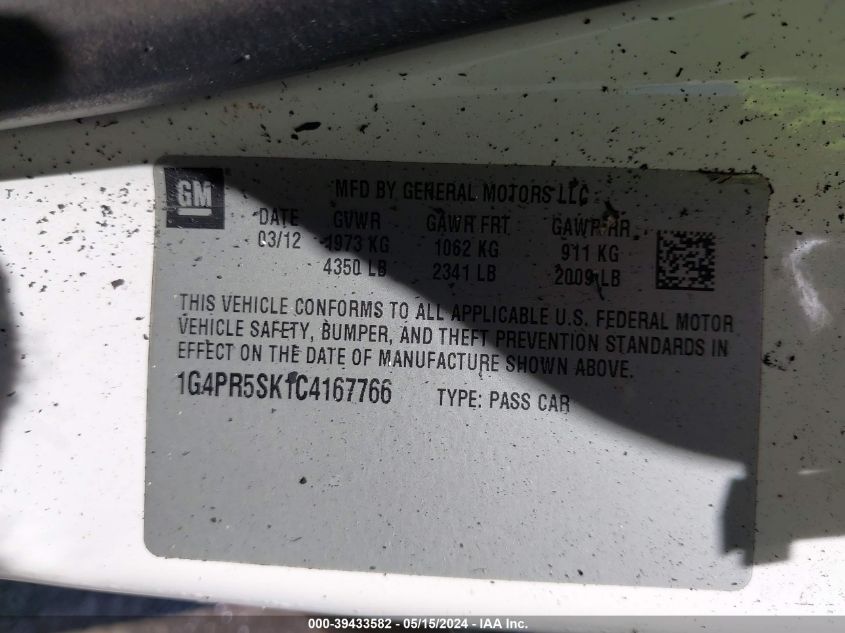 GM
MFD BY GENERAL MOTORS LLC
DATE GVWR GAWR FRT GAWR RR
03/12 1973 KG 1062 KG 911 KG
4350 LB 2341 LB 2009 LB
THIS VEHICLE CONFORMS TO ALL APPLICABLE U.S. FEDERAL MOTOR
VEHICLE SAFETY, BUMPER, AND THEFT PREVENTION STANDARDS IN
EFFECT ON THE DATE OF MANUFACTURE SHOWN ABOVE.
1G4PR5SK1C4167766 TYPE: PASS CAR
000-39433582 - 05/15/2024 - IAA Inc.